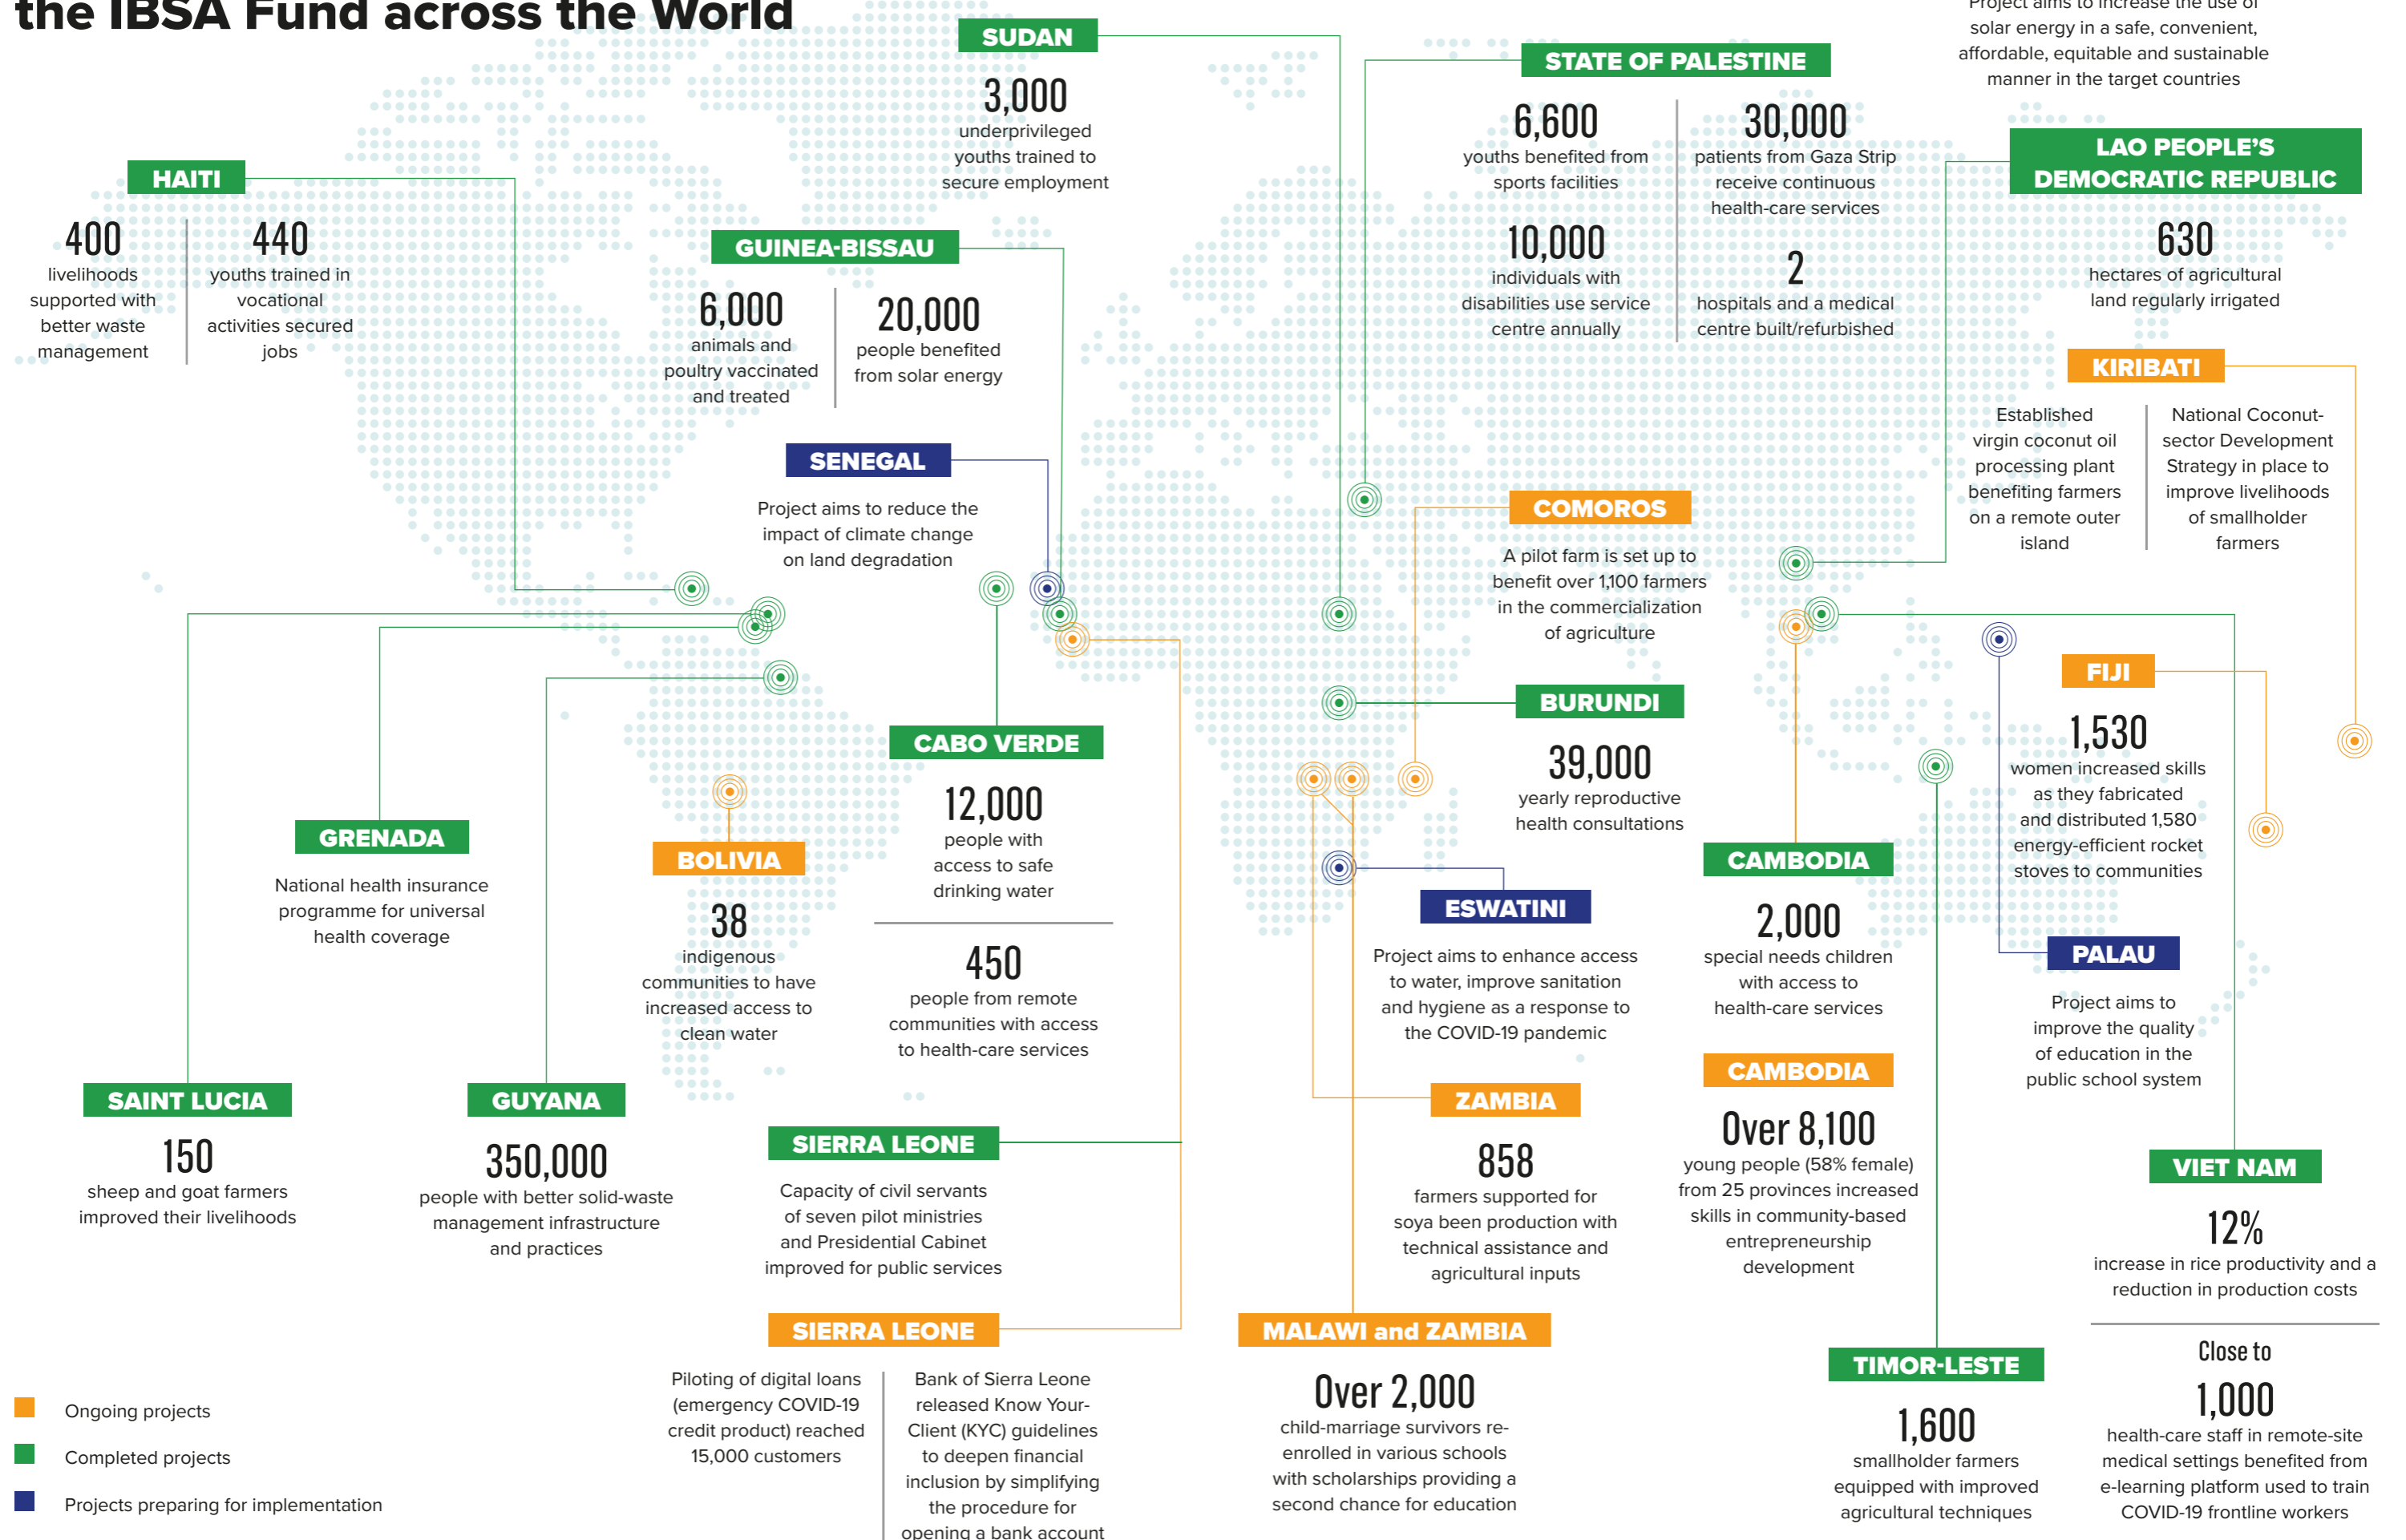 the IBSA Fund across the World
Project aims to increase the use of
solar energy in a safe, convenient,
affordable, equitable and sustainable
manner in the target countries
SUDAN
3,000
underprivileged
youths trained to
secure employment
STATE OF PALESTINE
6,600
youths benefited from
sports facilities
30,000
patients from Gaza Strip
receive continuous
health-care services
10,000
individuals with
disabilities use service
centre annually
2
hospitals and a medical
centre built/refurbished
LAO PEOPLE'S
DEMOCRATIC REPUBLIC
630
hectares of agricultural
land regularly irrigated
HAITI
400
livelihoods
supported with
better waste
management
440
youths trained in
vocational
activities secured
jobs
GUINEA-BISSAU
6,000
animals and
poultry vaccinated
and treated
20,000
people benefited
from solar energy
KIRIBATI
Established
virgin coconut oil
processing plant
benefiting farmers
on a remote outer
island
National Coconut-
sector Development
Strategy in place to
improve livelihoods
of smallholder
farmers
SENEGAL
Project aims to reduce the
impact of climate change
on land degradation
COMOROS
A pilot farm is set up to
benefit over 1,100 farmers
in the commercialization
of agriculture
FIJI
1,530
women increased skills
as they fabricated
and distributed 1,580
energy-efficient rocket
stoves to communities
BURUNDI
39,000
yearly reproductive
health consultations
CABO VERDE
12,000
people with
access to safe
drinking water
450
people from remote
communities with access
to health-care services
GRENADA
National health insurance
programme for universal
health coverage
BOLIVIA
38
indigenous
communities to have
increased access to
clean water
CAMBODIA
2,000
special needs children
with access to
health-care services
ESWATINI
Project aims to enhance access
to water, improve sanitation
and hygiene as a response to
the COVID-19 pandemic
PALAU
Project aims to
improve the quality
of education in the
public school system
CAMBODIA
Over 8,100
young people (58% female)
from 25 provinces increased
skills in community-based
entrepreneurship
development
SAINT LUCIA
150
sheep and goat farmers
improved their livelihoods
GUYANA
350,000
people with better solid-waste
management infrastructure
and practices
ZAMBIA
858
farmers supported for
soya been production with
technical assistance and
agricultural inputs
SIERRA LEONE
Capacity of civil servants
of seven pilot ministries
and Presidential Cabinet
improved for public services
VIET NAM
12%
increase in rice productivity and a
reduction in production costs
Close to
1,000
health-care staff in remote-site
medical settings benefited from
e-learning platform used to train
COVID-19 frontline workers
SIERRA LEONE
Piloting of digital loans
(emergency COVID-19
credit product) reached
15,000 customers
Bank of Sierra Leone
released Know Your-
Client (KYC) guidelines
to deepen financial
inclusion by simplifying
the procedure for
opening a bank account
MALAWI and ZAMBIA
Over 2,000
child-marriage survivors re-
enrolled in various schools
with scholarships providing a
second chance for education
TIMOR-LESTE
1,600
smallholder farmers
equipped with improved
agricultural techniques
Ongoing projects
Completed projects
Projects preparing for implementation